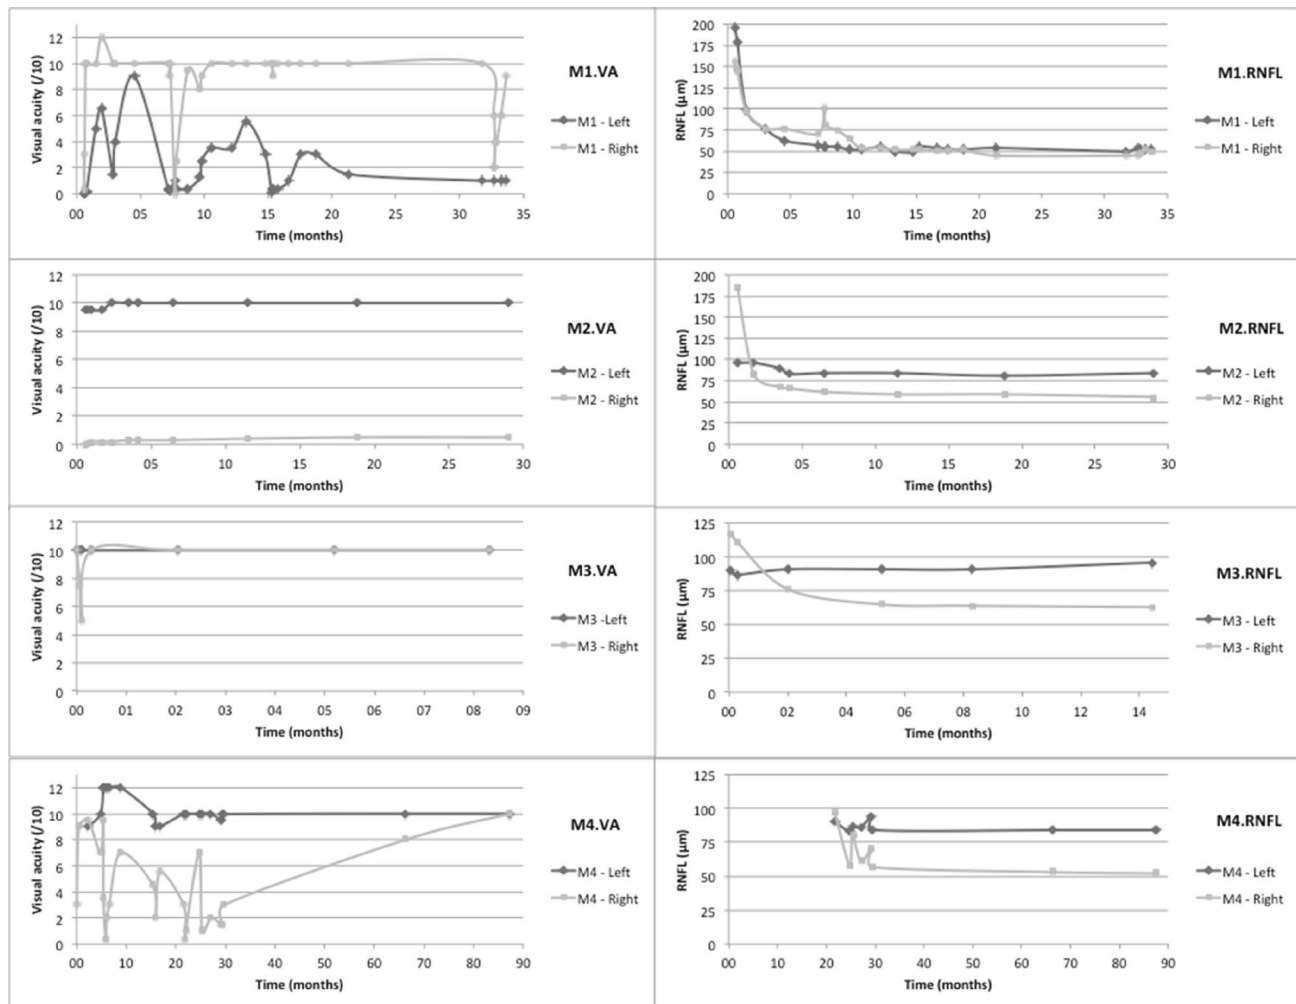 M1.VA
Visual acuity (/10)
12
10
8
6
4
2
0
00 05 10 15 20 25 30 35
Time (months)
M1 - Left
M1 - Right
M1.RNFL
RNFL (µm)
200
175
150
125
100
75
50
25
0
00 05 10 15 20 25 30 35
Time (months)
M1 - Left
M1 - Right
M2.VA
Visual acuity (/10)
12
10
8
6
4
2
0
00 05 10 15 20 25 30
Time (months)
M2 - Left
M2 - Right
M2.RNFL
RNFL (µm)
200
175
150
125
100
75
50
25
0
00 05 10 15 20 25 30
Time (months)
M2 - Left
M2 - Right
M3.VA
Visual acuity (/10)
12
10
8
6
4
2
0
00 01 02 03 04 05 06 07 08 09
Time (months)
M3 -Left
M3 - Right
M3.RNFL
RNFL (µm)
125
100
75
50
25
0
00 02 04 06 08 10 12 14
Time (months)
M3 - Left
M3 - Right
M4.VA
Visual acuity (/10)
12
10
8
6
4
2
0
00 10 20 30 40 50 60 70 80 90
Time (months)
M4 - Left
M4 - Right
M4.RNFL
RNFL (µm)
125
100
75
50
25
0
00 10 20 30 40 50 60 70 80 90
Time (months)
M4 - Left
M4 - Right